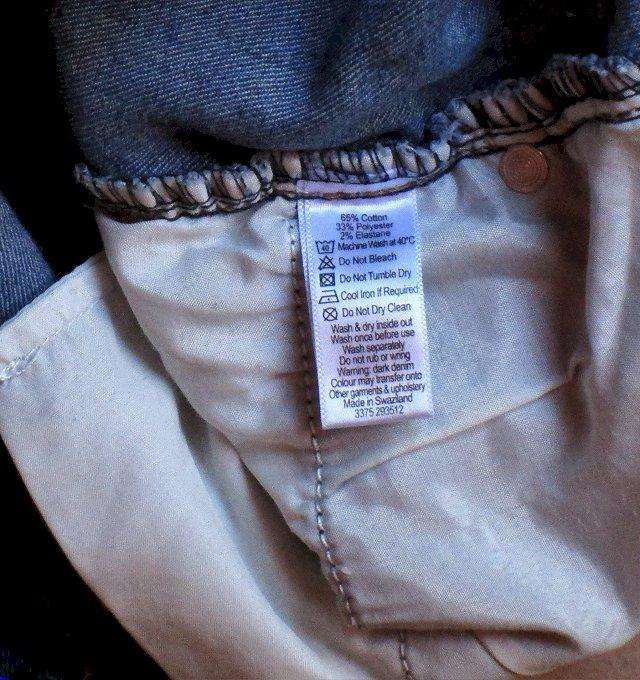 66% Cotton
33% Polyester
2% Elastane
40 Machine Wash at 40°C
Do Not Bleach
Do Not Tumble Dry
Cool Iron If Required
Do Not Dry Clean
Wash & dry inside out
Wash once before use
Wash separately
Do not rub or wring
Warning: dark denim
Colour may transfer onto
Other garments & upholstery
Made in Swaziland
3375 293512